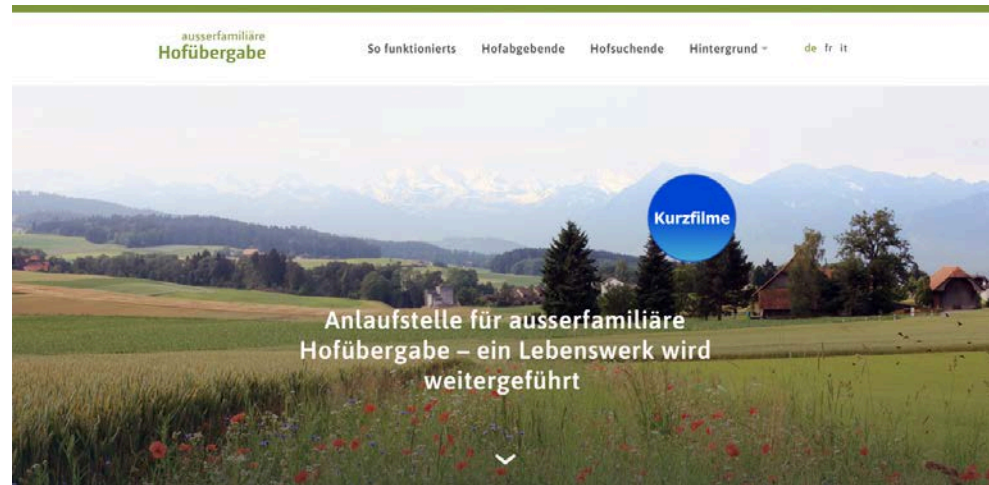 ausserfamiliäre
Hofübergabe
So funktionierts Hofabgebende Hofsuchende Hintergrund de fr it
Kurzfilme
Anlaufstelle für ausserfamiliäre
Hofübergabe – ein Lebenswerk wird
weitergeführt